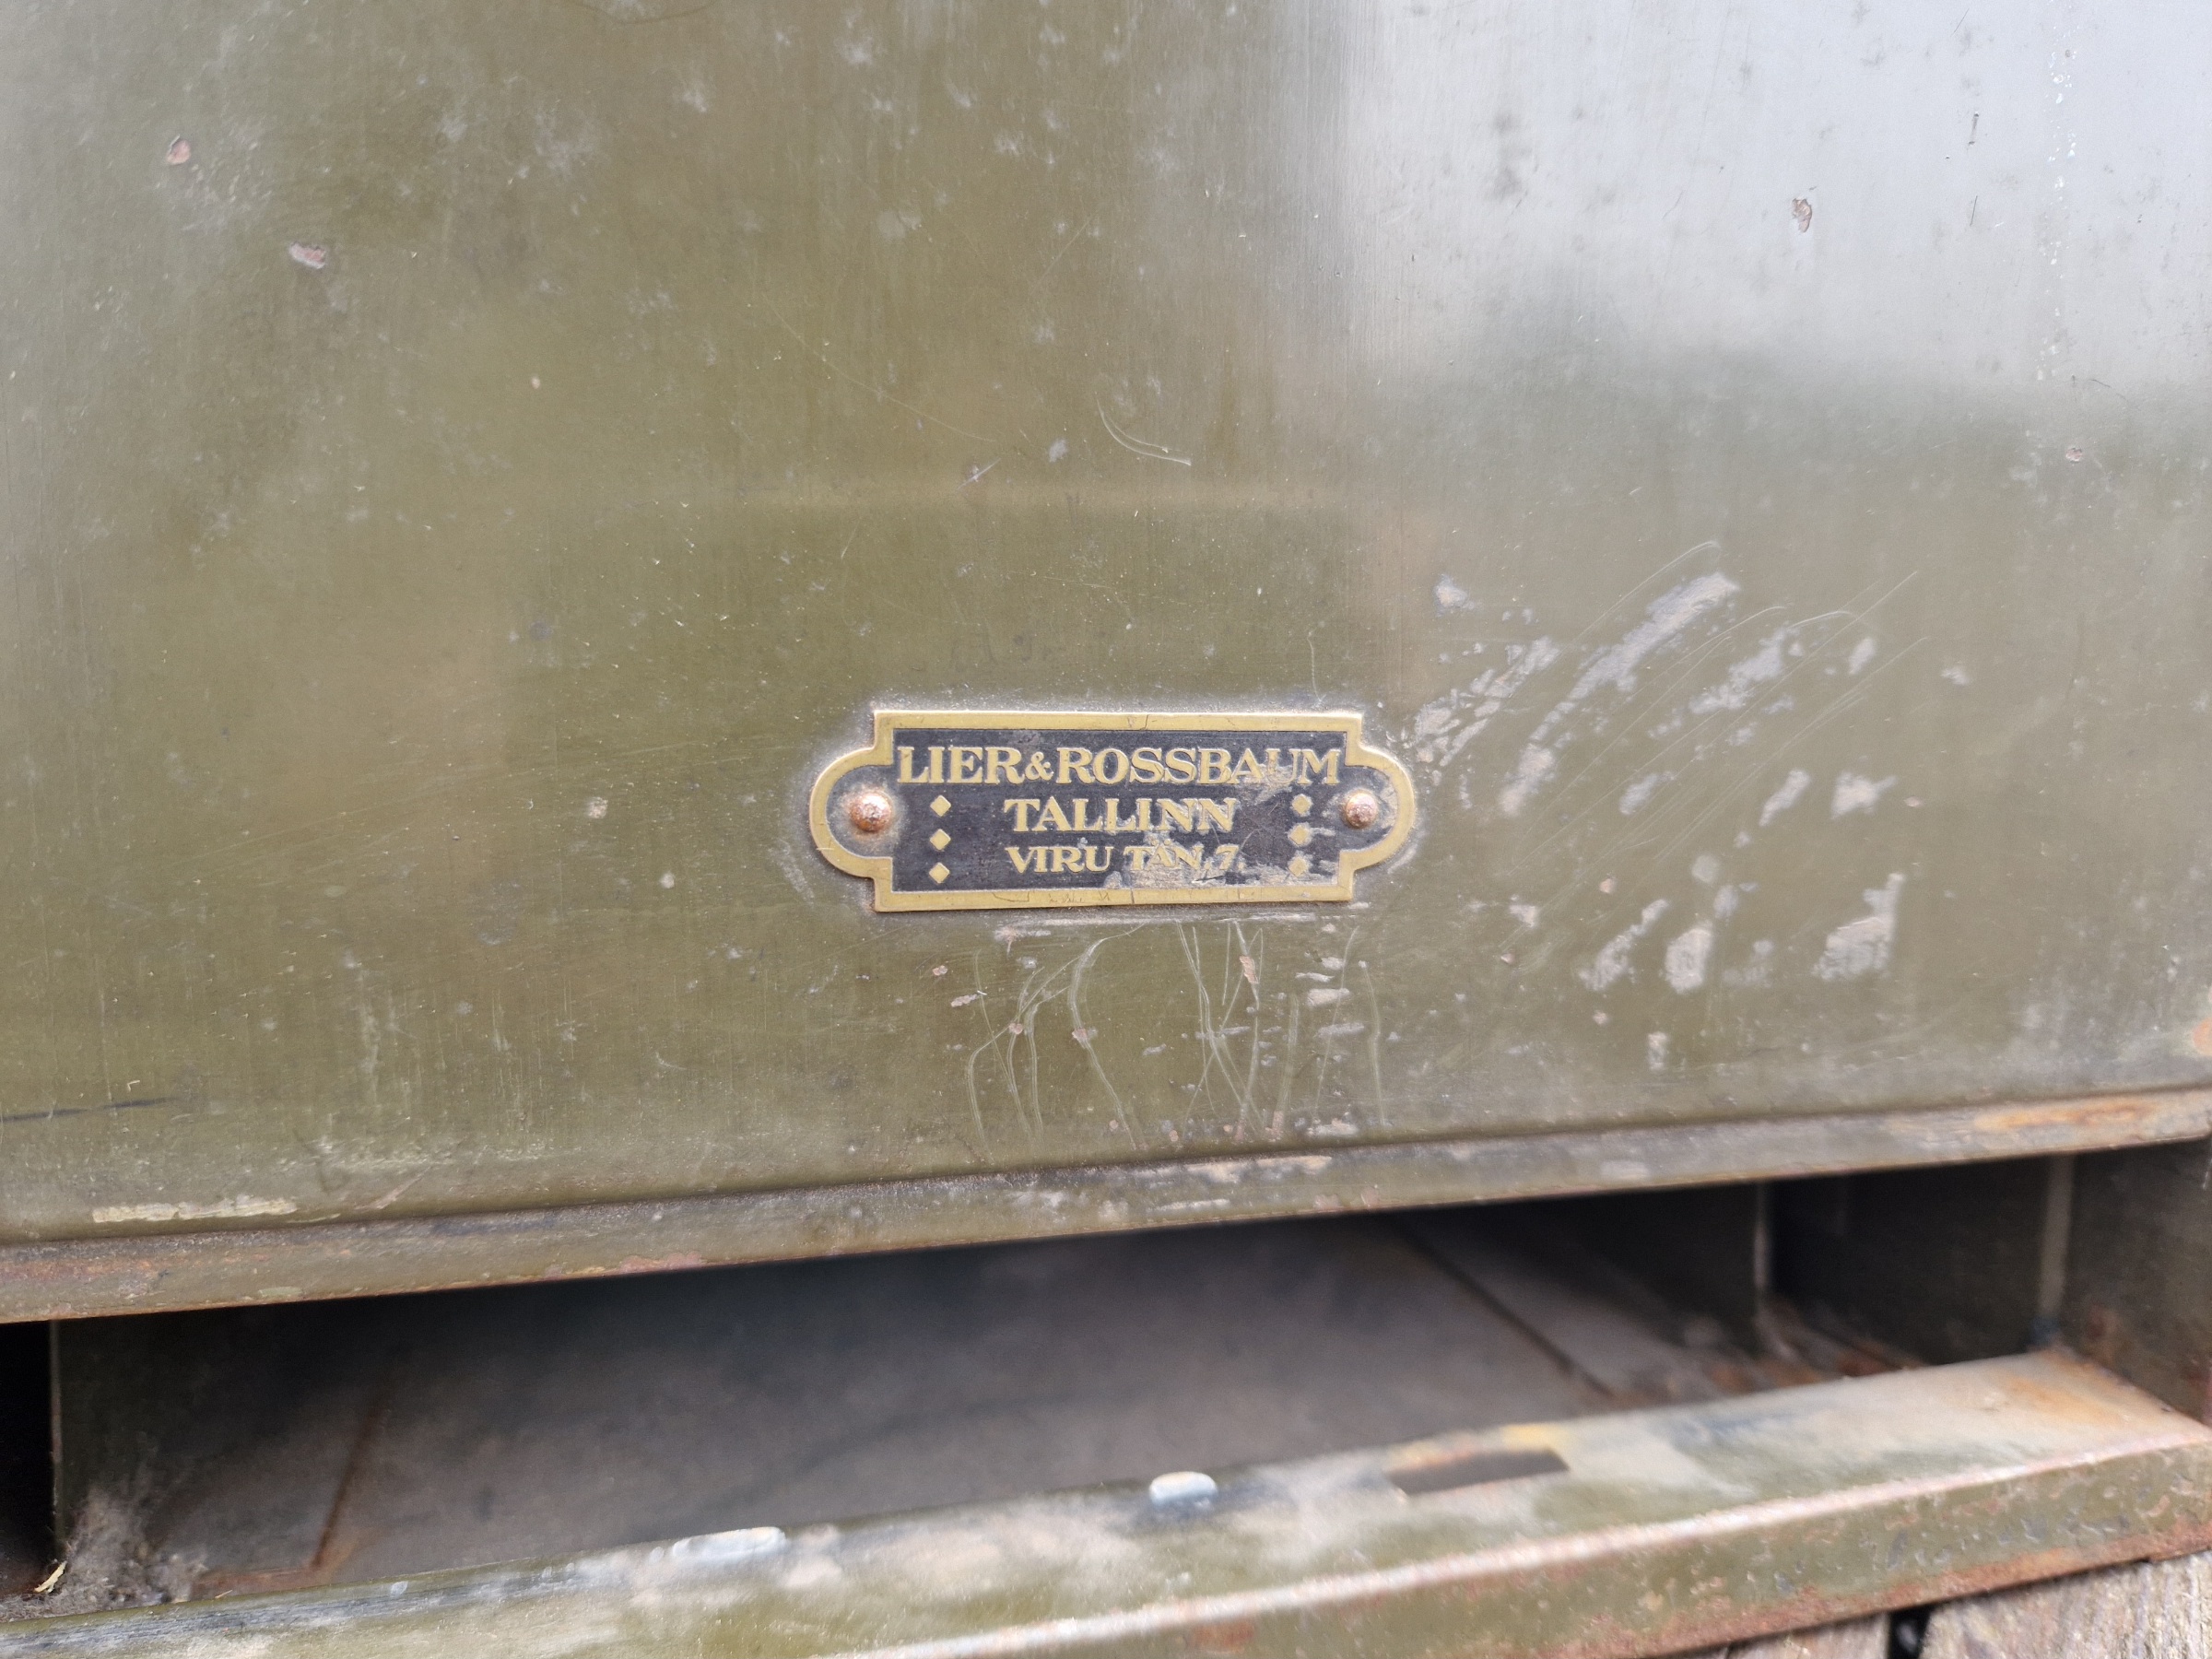 LIER & ROSSBAUM
TALLINN
VIRU TÄN. 7.